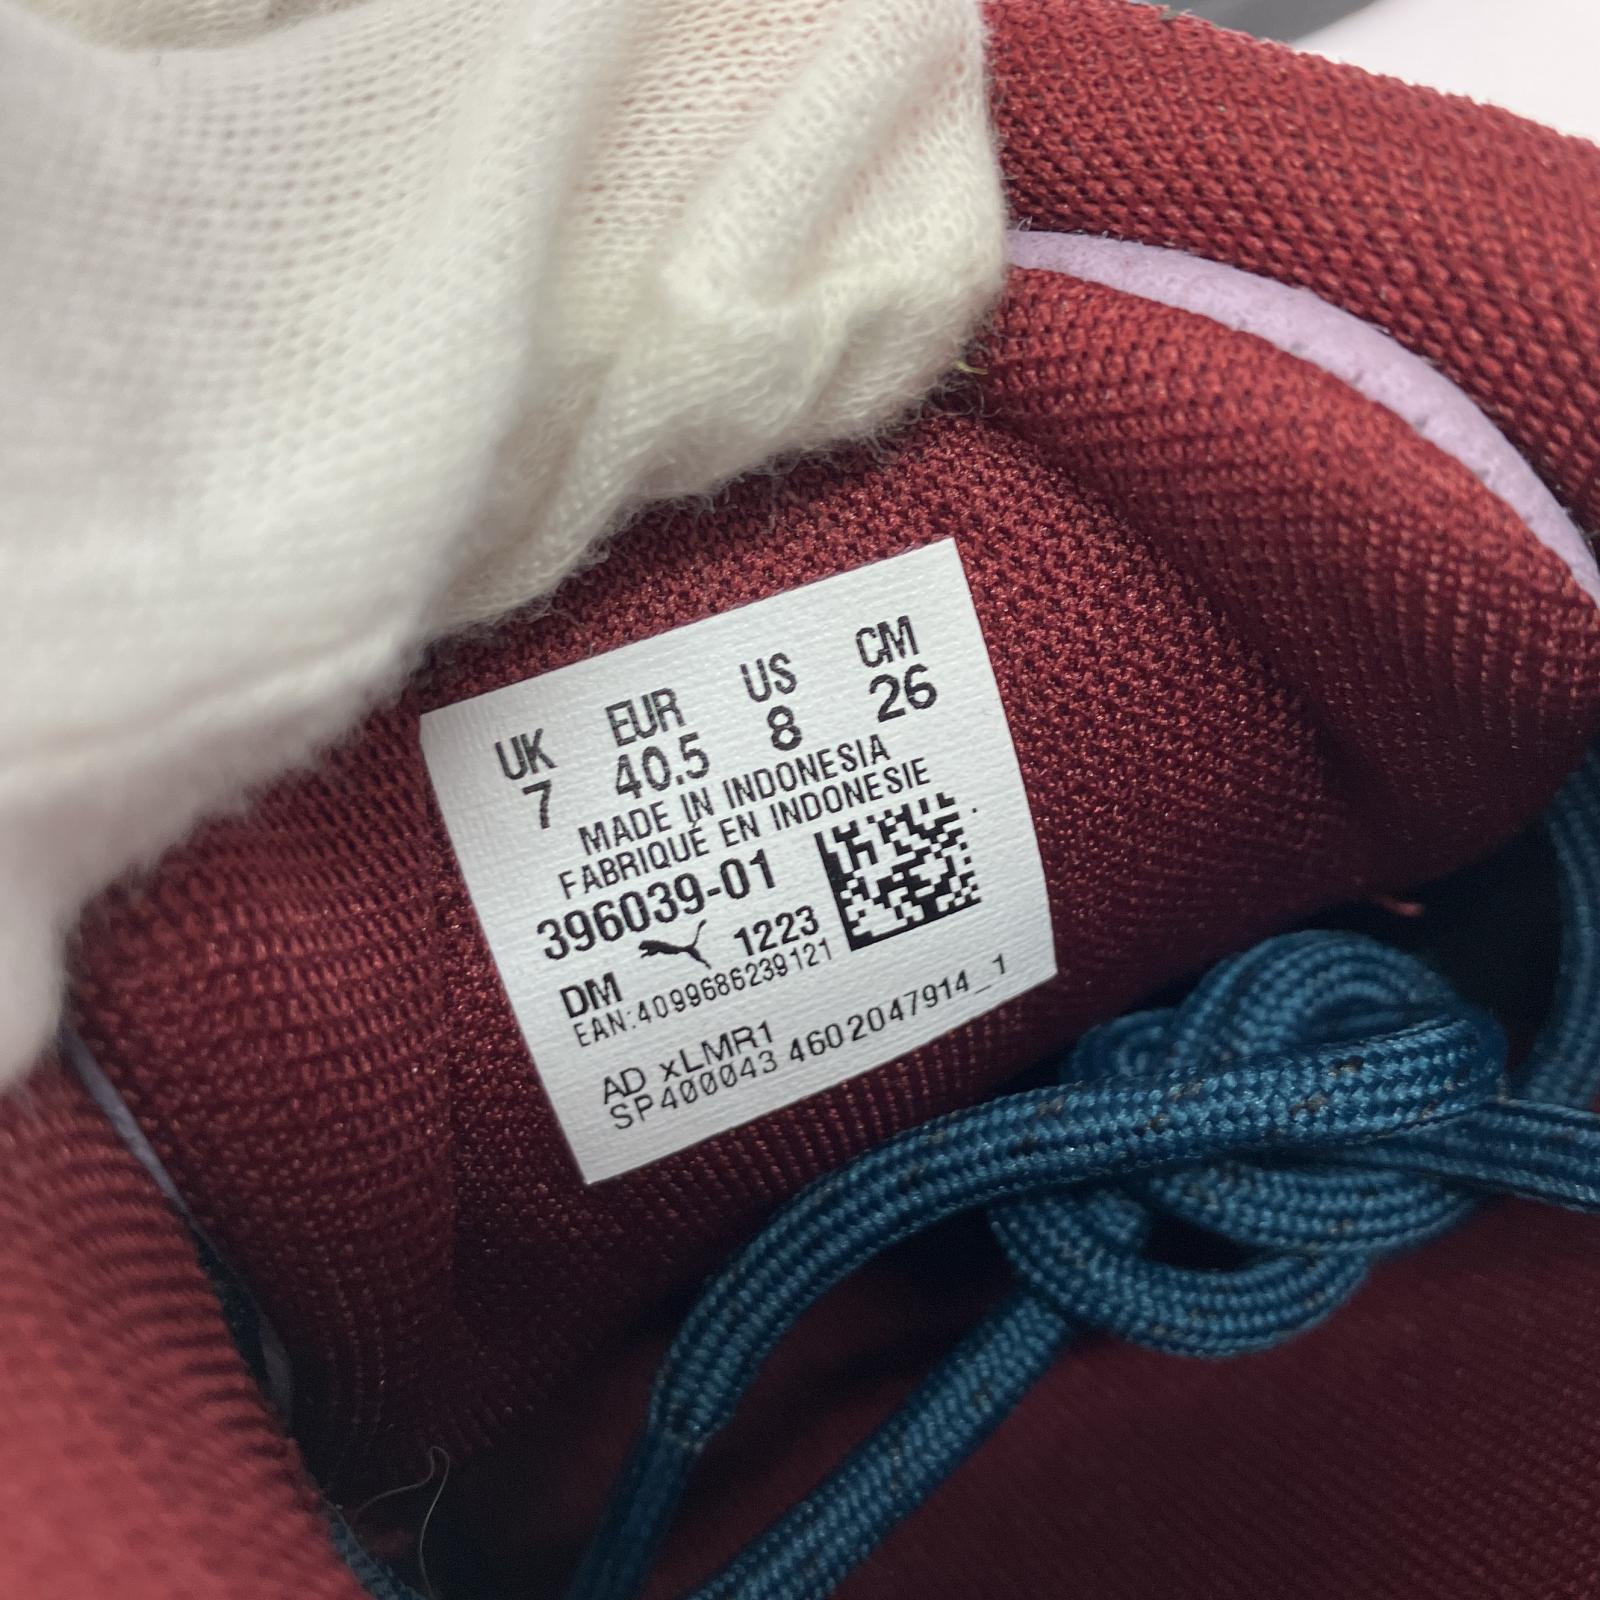 UK EUR US CM
7 40.5 8 26
MADE IN INDONESIA
FABRIQUÉ EN INDONESIE
396039-01
DM 1223
EAN:4099686239121
AD xLMR1
SP400043 4602047914_1